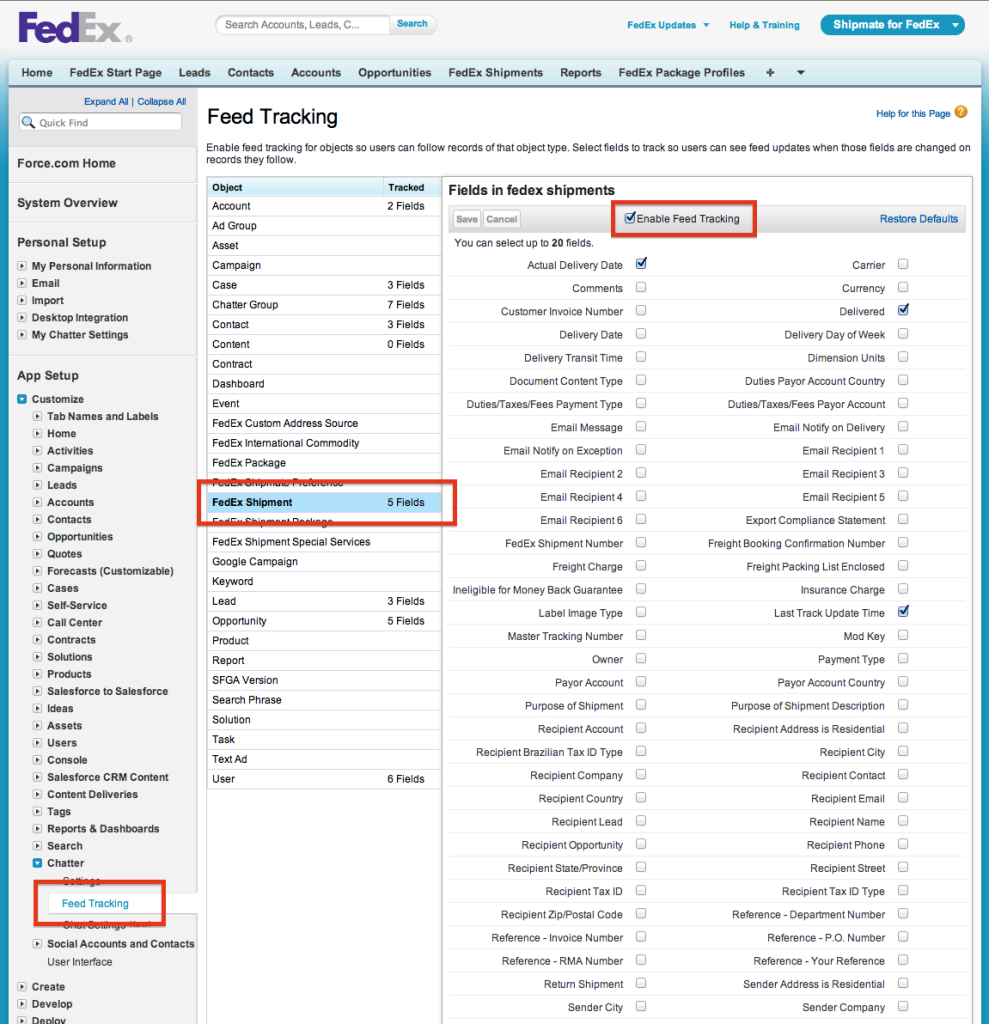 FedEx®
Search Accounts, Leads, C...
Search
FedEx Updates
Help & Training
Shipmate for FedEx
Home
FedEx Start Page
Leads
Contacts
Accounts
Opportunities
FedEx Shipments
Reports
FedEx Package Profiles
+
Expand All | Collapse All
Quick Find
Force.com Home
System Overview
Personal Setup
My Personal Information
Email
Import
Desktop Integration
My Chatter Settings
App Setup
Customize
Tab Names and Labels
Home
Activities
Campaigns
Leads
Accounts
Contacts
Opportunities
Quotes
Forecasts (Customizable)
Cases
Self-Service
Call Center
Contracts
Solutions
Products
Salesforce to Salesforce
Ideas
Assets
Users
Console
Salesforce CRM Content
Content Deliveries
Tags
Reports & Dashboards
Search
Chatter
Settings
Feed Tracking
Chat Settings
Social Accounts and Contacts
User Interface
Create
Develop
Deploy
Feed Tracking
Help for this Page ?
Enable feed tracking for objects so users can follow records of that object type. Select fields to track so users can see feed updates when those fields are changed on
records they follow.
Object Tracked
Account 2 Fields
Ad Group
Asset
Campaign
Case 3 Fields
Chatter Group 7 Fields
Contact 3 Fields
Content 0 Fields
Contract
Dashboard
Event
FedEx Custom Address Source
FedEx International Commodity
FedEx Package
FedEx Shipmate Preference
FedEx Shipment 5 Fields
FedEx Shipment Package
FedEx Shipment Special Services
Google Campaign
Keyword
Lead 3 Fields
Opportunity 5 Fields
Product
Report
SFGA Version
Search Phrase
Solution
Task
Text Ad
User 6 Fields
Fields in fedex shipments
Save Cancel
Enable Feed Tracking
Restore Defaults
You can select up to 20 fields.
Actual Delivery Date Carrier
Comments Currency
Customer Invoice Number Delivered
Delivery Date Delivery Day of Week
Delivery Transit Time Dimension Units
Document Content Type Duties Payor Account Country
Duties/Taxes/Fees Payment Type Duties/Taxes/Fees Payor Account
Email Message Email Notify on Delivery
Email Notify on Exception Email Recipient 1
Email Recipient 2 Email Recipient 3
Email Recipient 4 Email Recipient 5
Email Recipient 6 Export Compliance Statement
FedEx Shipment Number Freight Booking Confirmation Number
Freight Charge Freight Packing List Enclosed
Ineligible for Money Back Guarantee Insurance Charge
Label Image Type Last Track Update Time
Master Tracking Number Mod Key
Owner Payment Type
Payor Account Payor Account Country
Purpose of Shipment Purpose of Shipment Description
Recipient Account Recipient Address is Residential
Recipient Brazilian Tax ID Type Recipient City
Recipient Company Recipient Contact
Recipient Country Recipient Email
Recipient Lead Recipient Name
Recipient Opportunity Recipient Phone
Recipient State/Province Recipient Street
Recipient Tax ID Recipient Tax ID Type
Recipient Zip/Postal Code Reference - Department Number
Reference - Invoice Number Reference - P.O. Number
Reference - RMA Number Reference - Your Reference
Return Shipment Sender Address is Residential
Sender City Sender Company